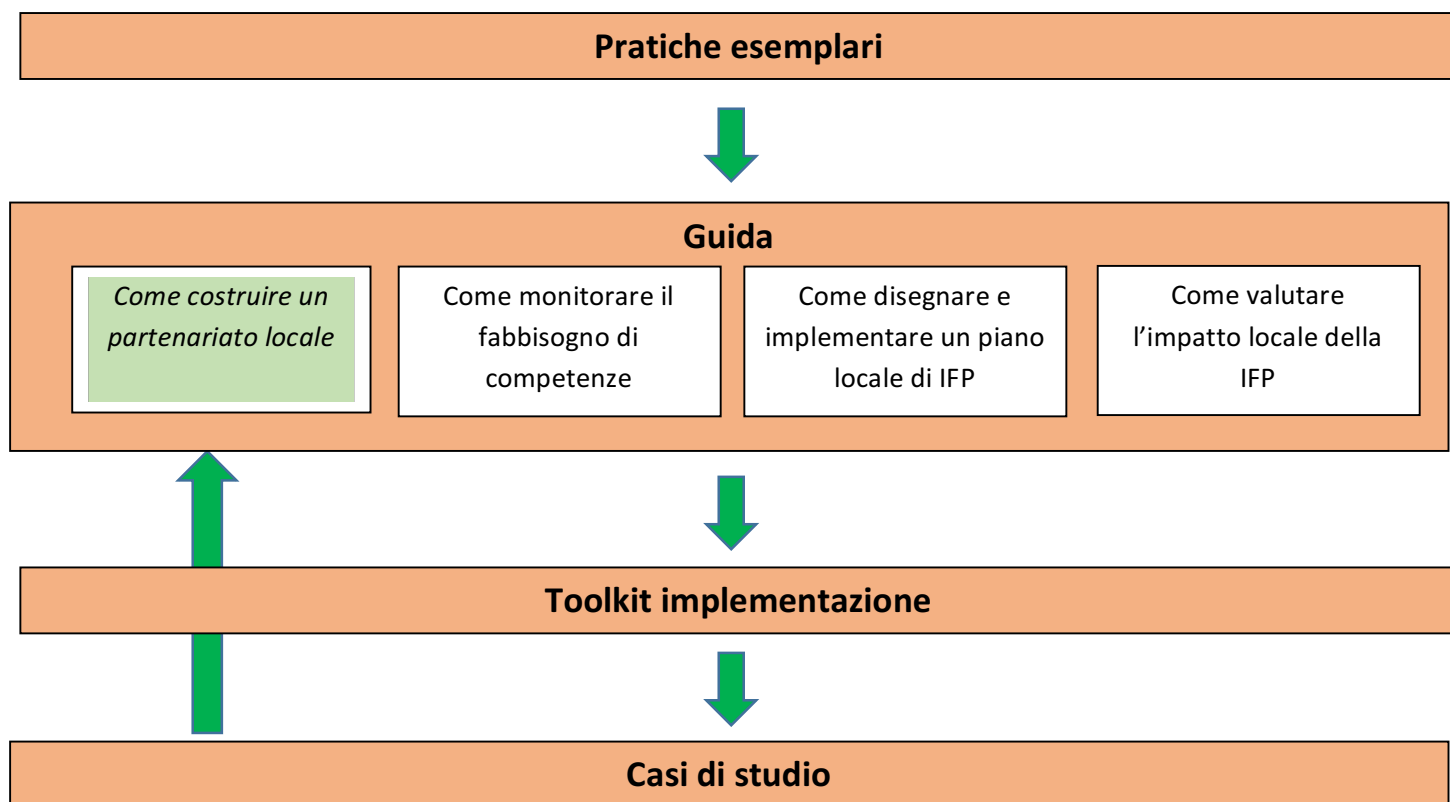 Pratiche esemplari
Guida
Come costruire un
partenariato locale
Come monitorare il
fabbisogno di
competenze
Come disegnare e
implementare un piano
locale di IFP
Come valutare
l’impatto locale della
IFP
Toolkit implementazione
Casi di studio